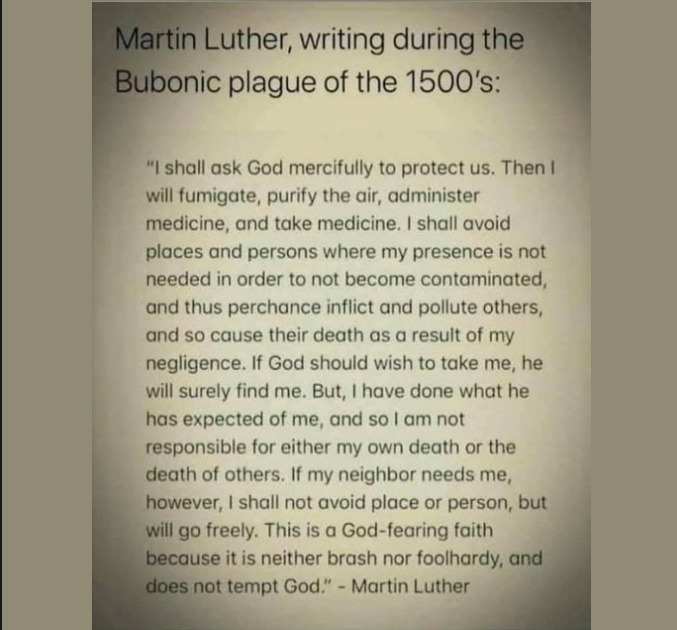 Martin Luther, writing during the
Bubonic plague of the 1500's:
"I shall ask God mercifully to protect us. Then I
will fumigate, purify the air, administer
medicine, and take medicine. I shall avoid
places and persons where my presence is not
needed in order to not become contaminated,
and thus perchance inflict and pollute others,
and so cause their death as a result of my
negligence. If God should wish to take me, he
will surely find me. But, I have done what he
has expected of me, and so I am not
responsible for either my own death or the
death of others. If my neighbor needs me,
however, I shall not avoid place or person, but
will go freely. This is a God-fearing faith
because it is neither brash nor foolhardy, and
does not tempt God." - Martin Luther